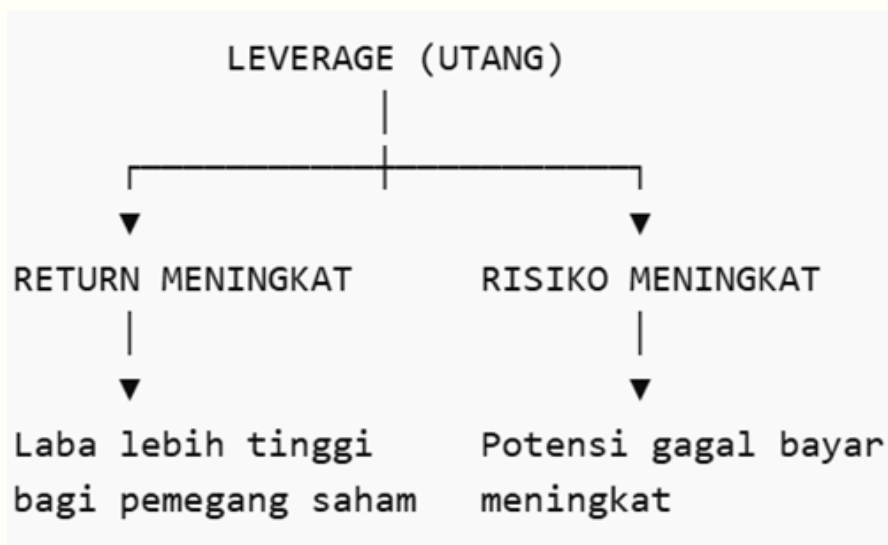 LEVERAGE (UTANG)
RETURN MENINGKAT
Laba lebih tinggi
bagi pemegang saham
RISIKO MENINGKAT
Potensi gagal bayar
meningkat